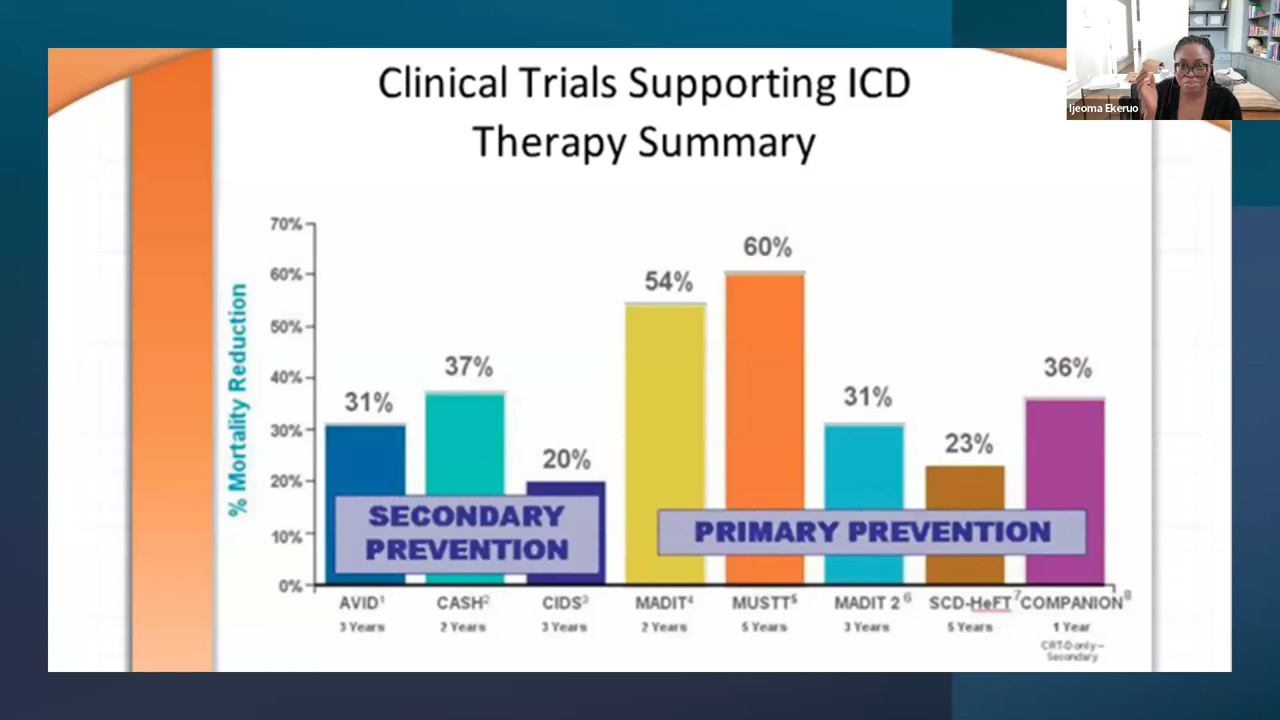 Ijeoma Ekeruo
Clinical Trials Supporting ICD
Therapy Summary
% Mortality Reduction
70%
60%
50%
40%
30%
20%
10%
0%
31%
37%
20%
54%
60%
31%
23%
36%
SECONDARY
PREVENTION
PRIMARY PREVENTION
AVID¹ CASH² CIDS³ MADIT⁴ MUSTT⁵ MADIT 2⁶ SCD-HeFT⁷ COMPANION⁸
3 Years 2 Years 3 Years 2 Years 5 Years 3 Years 5 Years 1 Year
CRT-D only–
Secondary